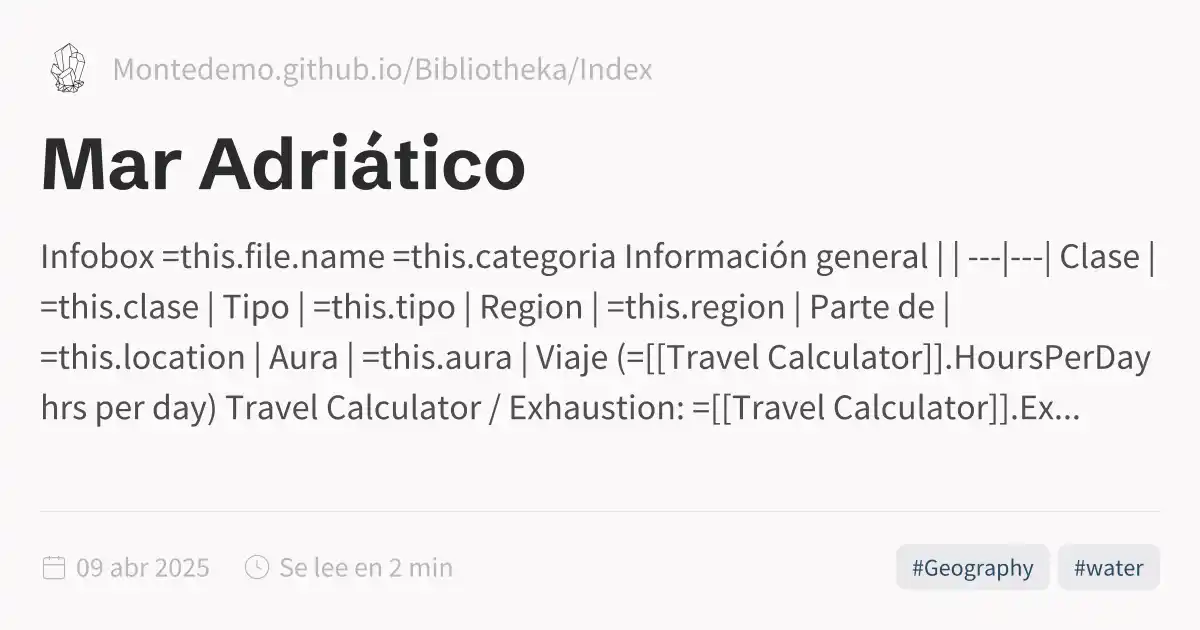 Montedemo.github.io/Bibliotheka/Index
Mar Adriático
Infobox =this.file.name =this.categoria Información general | | ---|---| Clase |
=this.clase | Tipo | =this.tipo | Region | =this.region | Parte de |
=this.location | Aura | =this.aura | Viaje (=[[Travel Calculator]].HoursPerDay
hrs per day) Travel Calculator / Exhaustion: =[[Travel Calculator]].Ex...
09 abr 2025 Se lee en 2 min #Geography #water